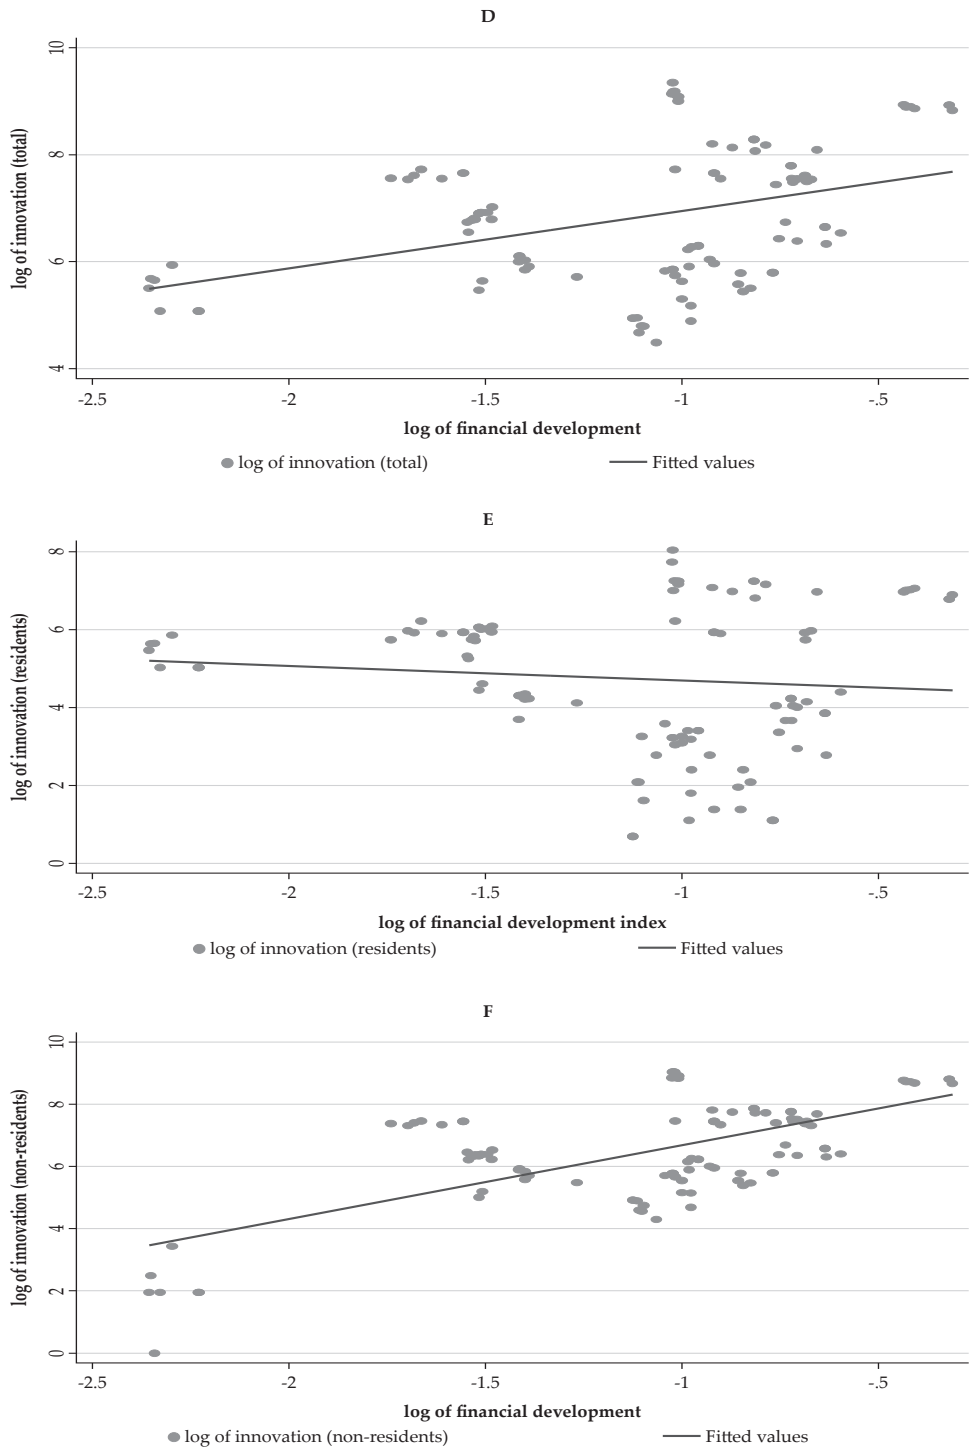 D
log of innovation (total)
10
8
6
4
-2.5 -2 -1.5 -1 -.5
log of financial development
log of innovation (total) Fitted values
E
log of innovation (residents)
8
6
4
2
0
-2.5 -2 -1.5 -1 -.5
log of financial development index
log of innovation (residents) Fitted values
F
log of innovation (non-residents)
10
8
6
4
2
0
-2.5 -2 -1.5 -1 -.5
log of financial development
log of innovation (non-residents) Fitted values